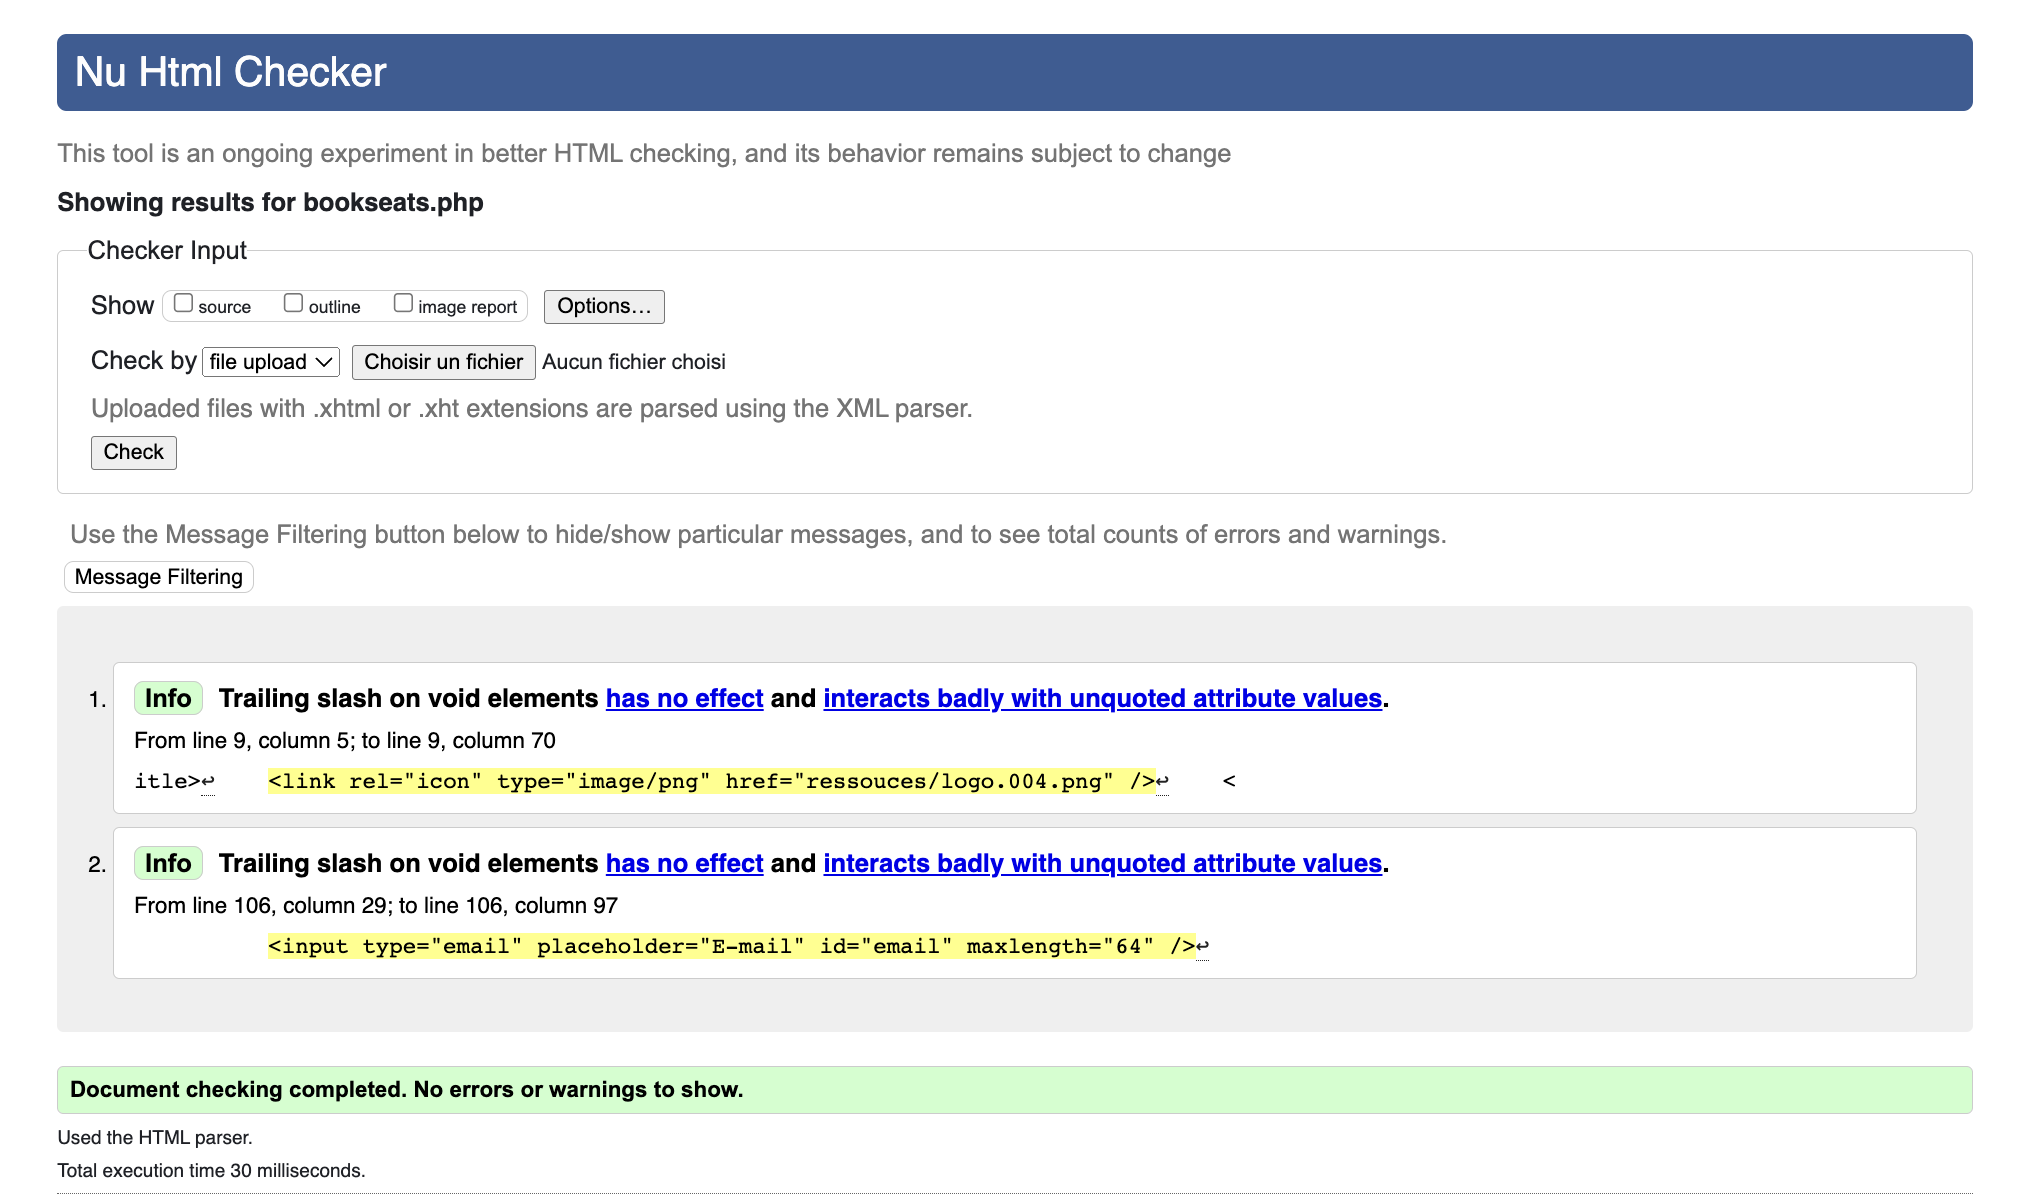 Nu Html Checker
This tool is an ongoing experiment in better HTML checking, and its behavior remains subject to change
Showing results for bookseats.php
Checker Input
Show source outline image report Options...
Check by file upload Choisir un fichier Aucun fichier choisi
Uploaded files with .xhtml or .xht extensions are parsed using the XML parser.
Check
Use the Message Filtering button below to hide/show particular messages, and to see total counts of errors and warnings.
Message Filtering
1. Info Trailing slash on void elements has no effect and interacts badly with unquoted attribute values.
From line 9, column 5; to line 9, column 70
itle>↩    <link rel="icon" type="image/png" href="ressouces/logo.004.png" />↩    <
2. Info Trailing slash on void elements has no effect and interacts badly with unquoted attribute values.
From line 106, column 29; to line 106, column 97
<input type="email" placeholder="E-mail" id="email" maxlength="64" />↩
Document checking completed. No errors or warnings to show.
Used the HTML parser.
Total execution time 30 milliseconds.